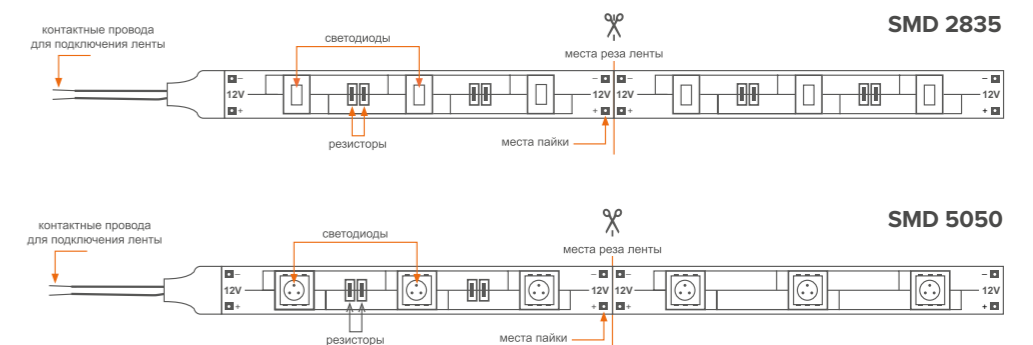 SMD 2835
контактные провода
для подключения ленты
светодиоды
места реза ленты
− − −
12V 12V 12V 12V
+ + +
резисторы
места пайки
SMD 5050
контактные провода
для подключения ленты
светодиоды
места реза ленты
− − − −
12V 12V 12V 12V
+ + + +
резисторы
места пайки